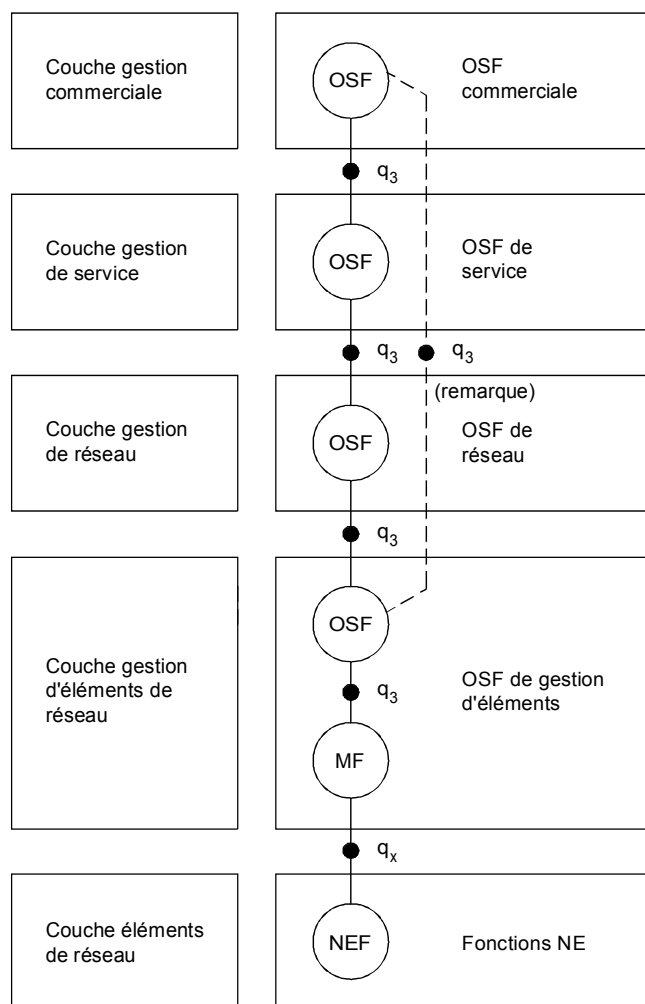 Couche gestion
commerciale
OSF
OSF
commerciale
q3
Couche gestion
de service
OSF
OSF de
service
q3
q3
(remarque)
Couche gestion
de réseau
OSF
OSF de
réseau
q3
OSF
Couche gestion
d'éléments de
réseau
q3
OSF de gestion
d'éléments
MF
qx
Couche éléments
de réseau
NEF
Fonctions NE